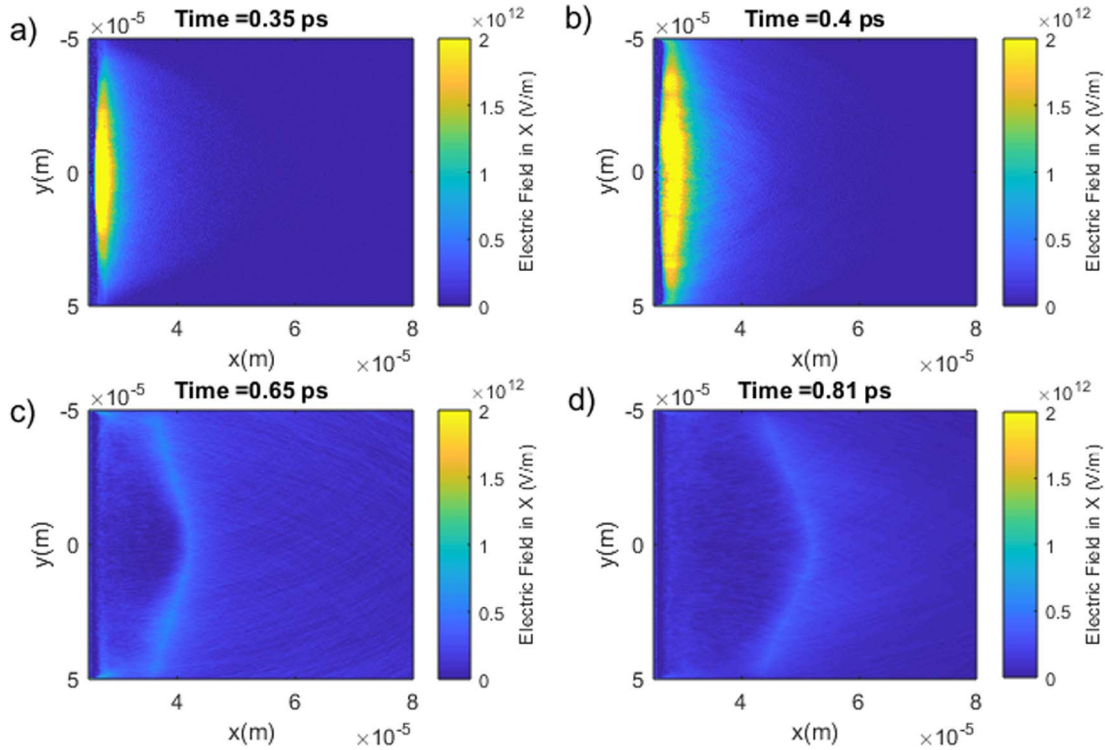 a)
×10⁻⁵
Time =0.35 ps
×10¹²
-5
0
5
y(m)
4
6
8
x(m)
×10⁻⁵
2
1.5
1
0.5
0
Electric Field in X (V/m)
b)
×10⁻⁵
Time =0.4 ps
×10¹²
-5
0
5
y(m)
4
6
8
x(m)
×10⁻⁵
2
1.5
1
0.5
0
Electric Field in X (V/m)
c)
×10⁻⁵
Time =0.65 ps
×10¹²
-5
0
5
y(m)
4
6
8
x(m)
×10⁻⁵
2
1.5
1
0.5
0
Electric Field in X (V/m)
d)
×10⁻⁵
Time =0.81 ps
×10¹²
-5
0
5
y(m)
4
6
8
x(m)
×10⁻⁵
2
1.5
1
0.5
0
Electric Field in X (V/m)